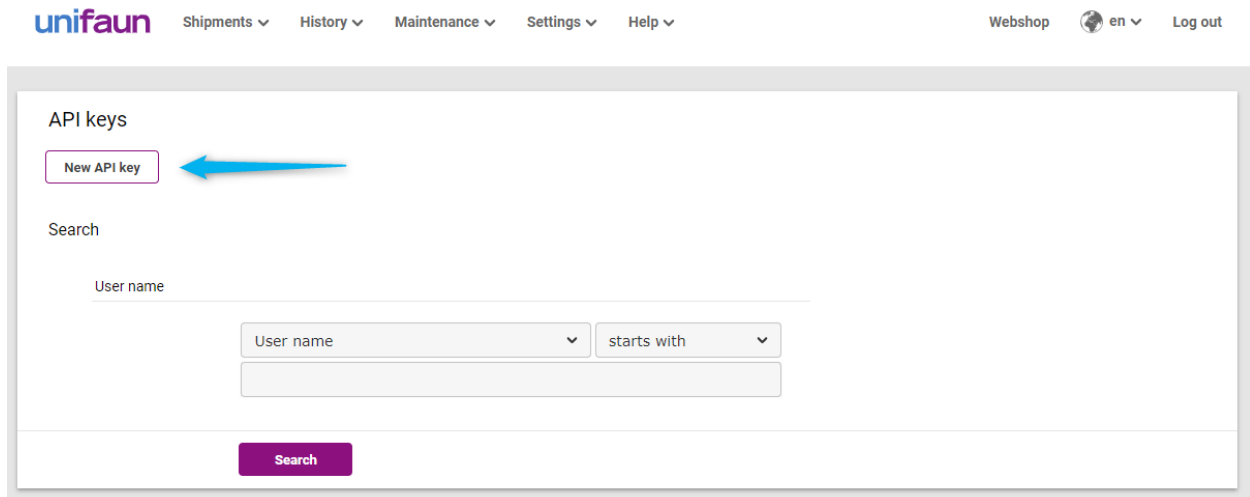 unifaun Shipments History Maintenance Settings Help Webshop en Log out
API keys
New API key
Search
User name
User name starts with
Search